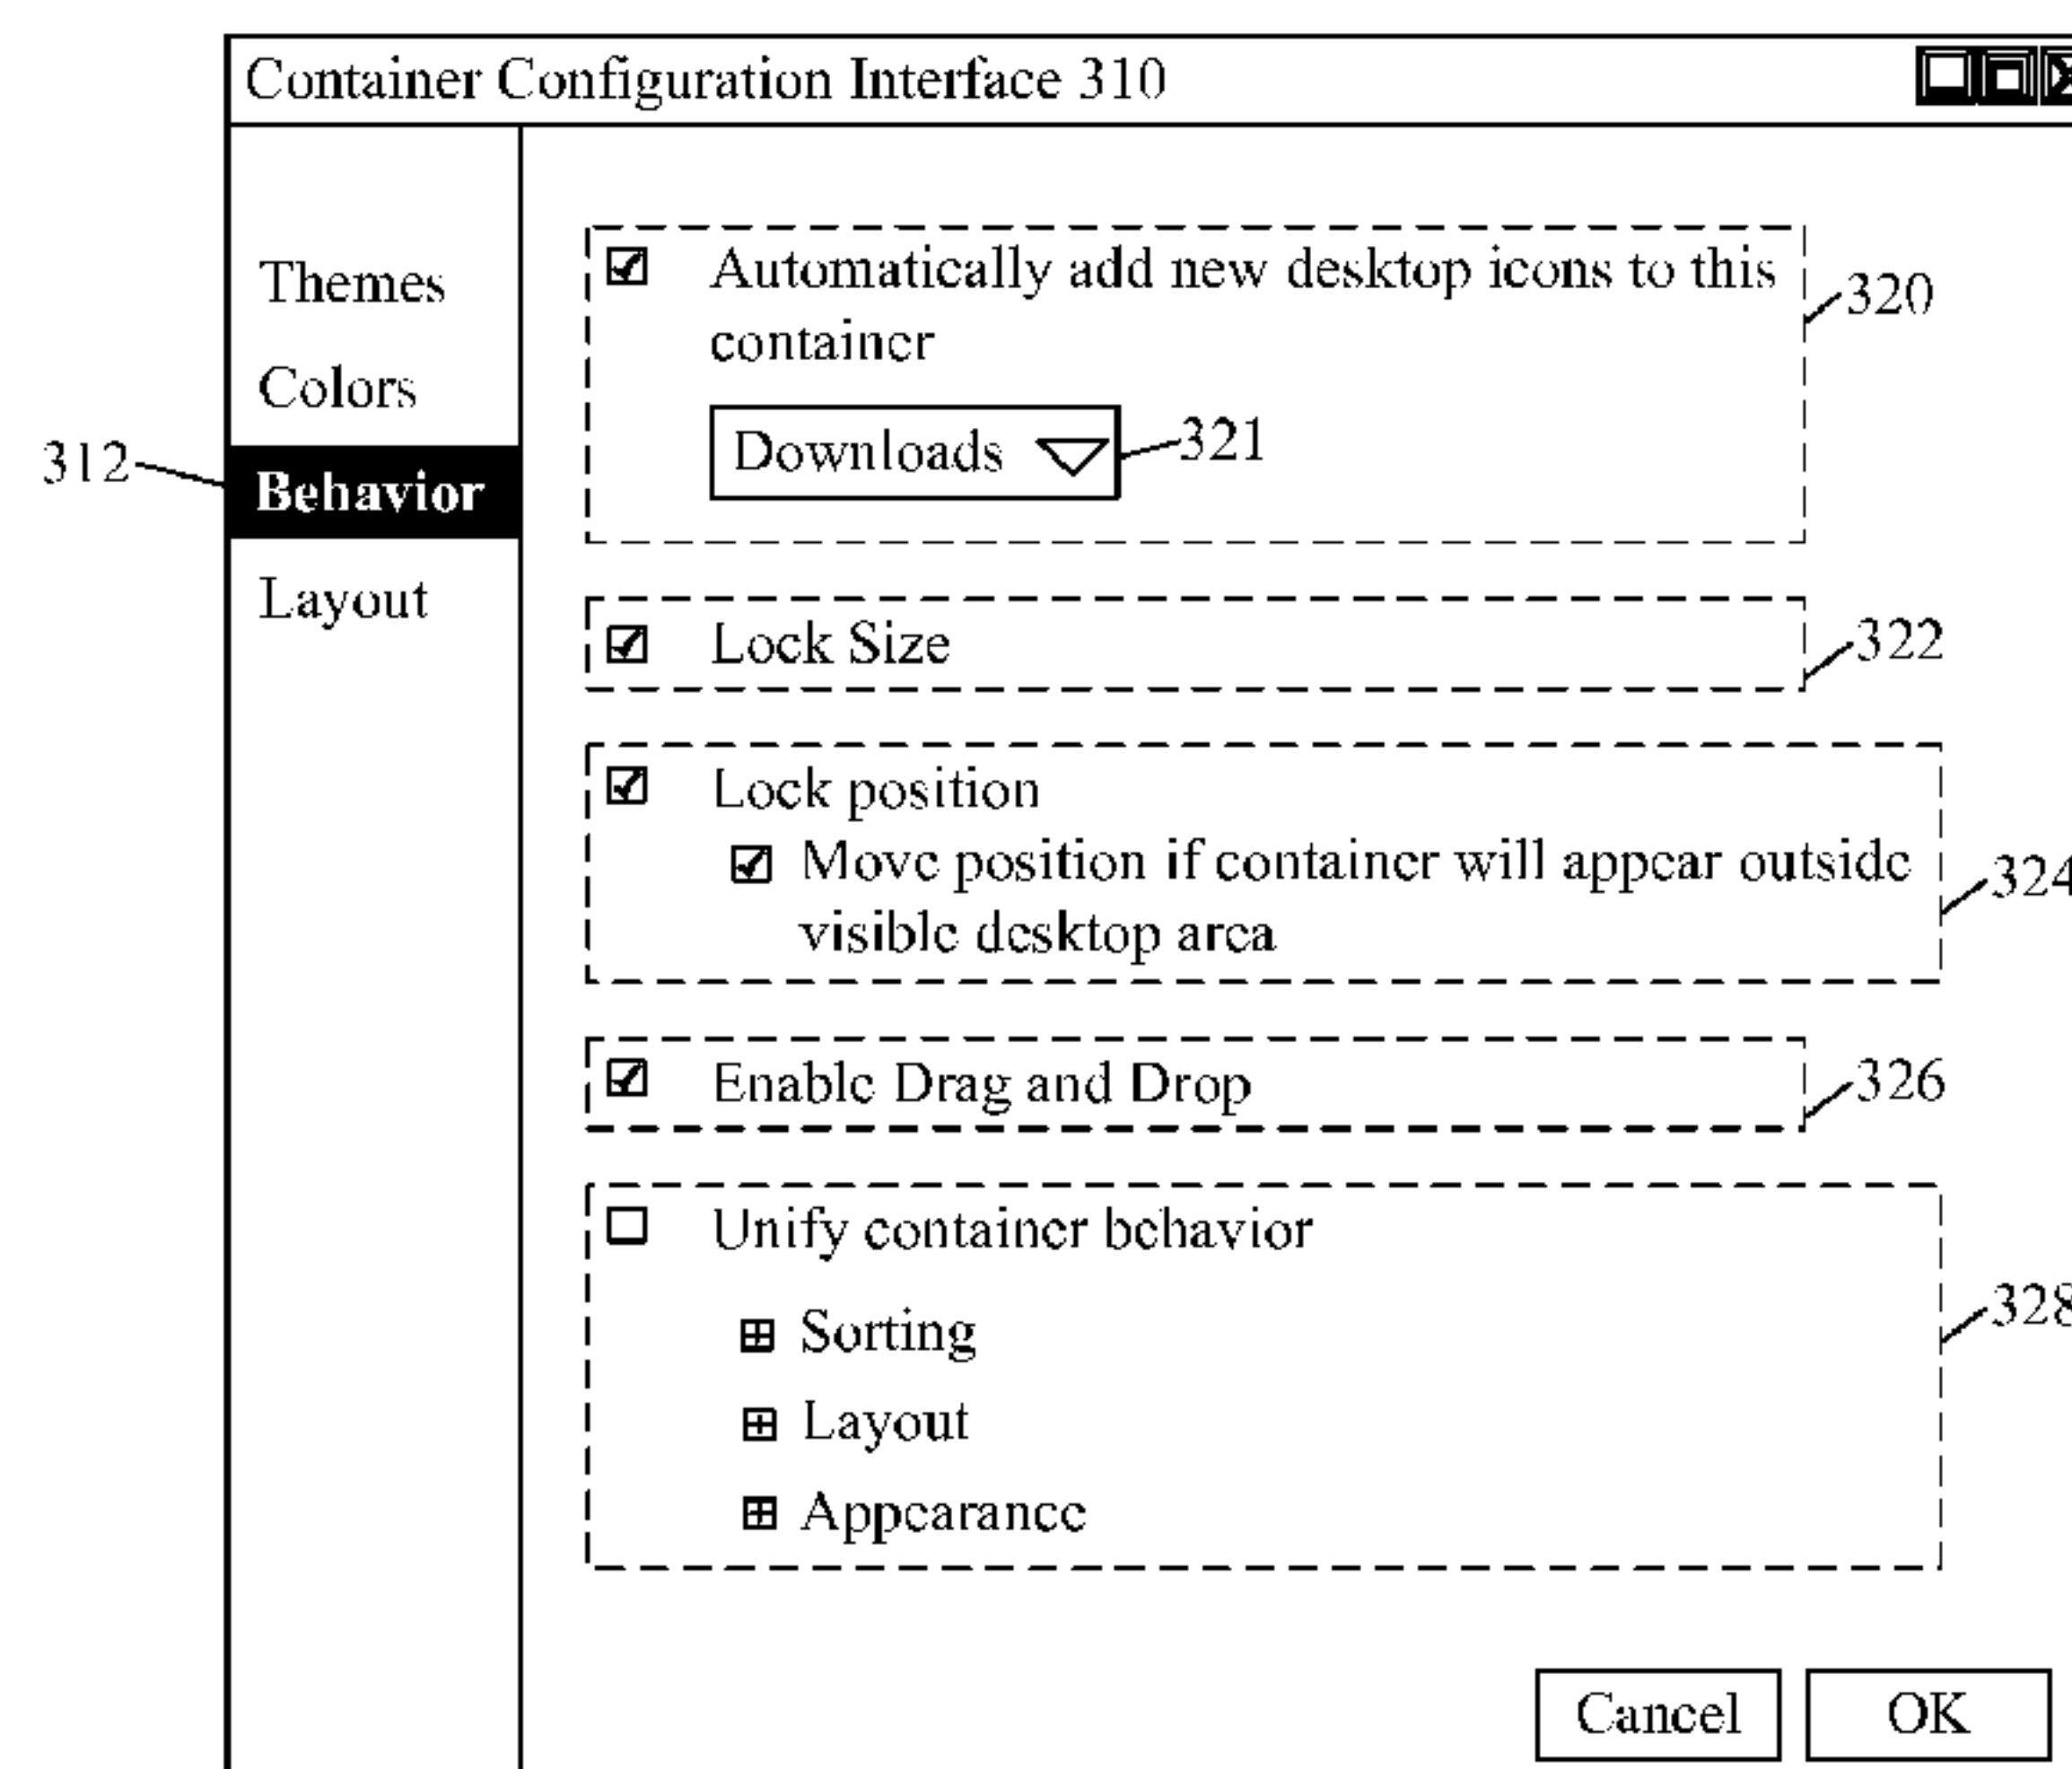 Container Configuration Interface 310
Themes
Colors
312
Behavior
Layout
Automatically add new desktop icons to this
container
320
Downloads
321
Lock Size
322
Lock position
Move position if container will appear outside
visible desktop area
324
Enable Drag and Drop
326
Unify container behavior
Sorting
328
Layout
Appearance
Cancel
OK